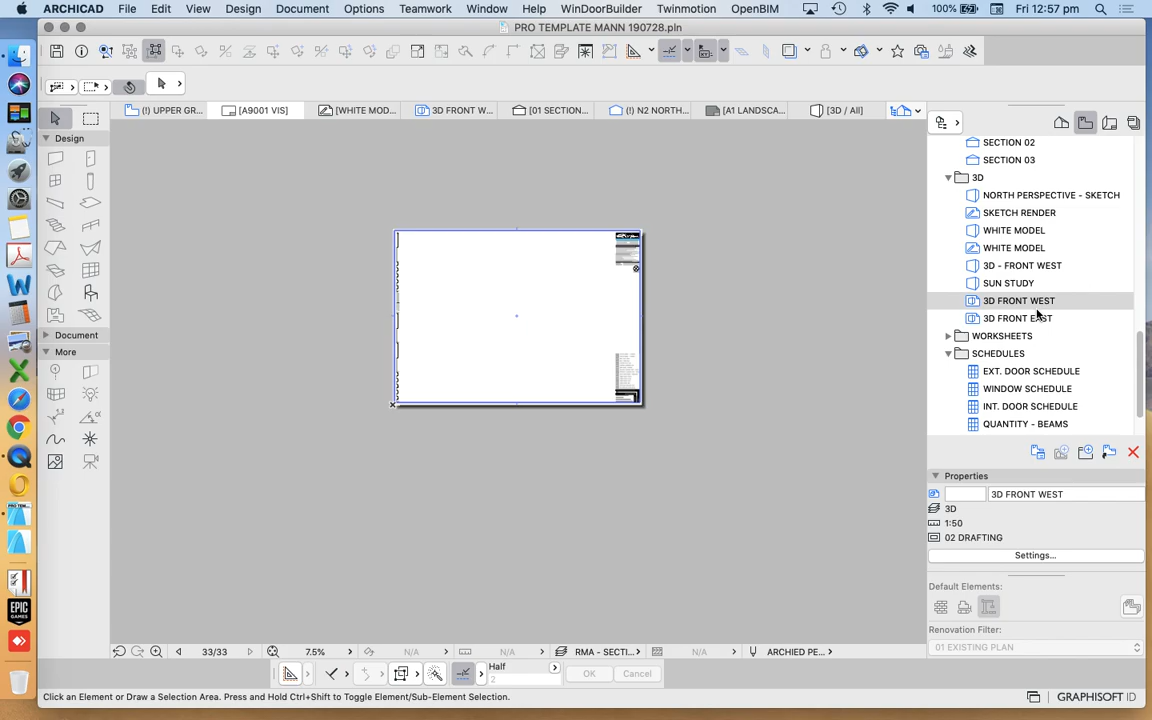 ARCHICAD File Edit View Design Document Options Teamwork Window Help WinDoorBuilder Twinmotion OpenBIM 100% Fri 12:57 pm
PRO TEMPLATE MANN 190728.pln
(!) UPPER GR... [A9001 VIS] [WHITE MOD... 3D FRONT W... [01 SECTION... (!) N2 NORTH... [A1 LANDSCA... [3D / All]
Design
Document
More
SECTION 02
SECTION 03
3D
NORTH PERSPECTIVE - SKETCH
SKETCH RENDER
WHITE MODEL
WHITE MODEL
3D - FRONT WEST
SUN STUDY
3D FRONT WEST
3D FRONT EAST
WORKSHEETS
SCHEDULES
EXT. DOOR SCHEDULE
WINDOW SCHEDULE
INT. DOOR SCHEDULE
QUANTITY - BEAMS
Properties
3D FRONT WEST
3D
1:50
02 DRAFTING
Settings...
Default Elements:
Renovation Filter:
01 EXISTING PLAN
33/33 7.5% N/A N/A RMA - SECTI... N/A ARCHIED PE...
Half
2
OK Cancel
Click an Element or Draw a Selection Area. Press and Hold Ctrl+Shift to Toggle Element/Sub-Element Selection.
GRAPHISOFT ID